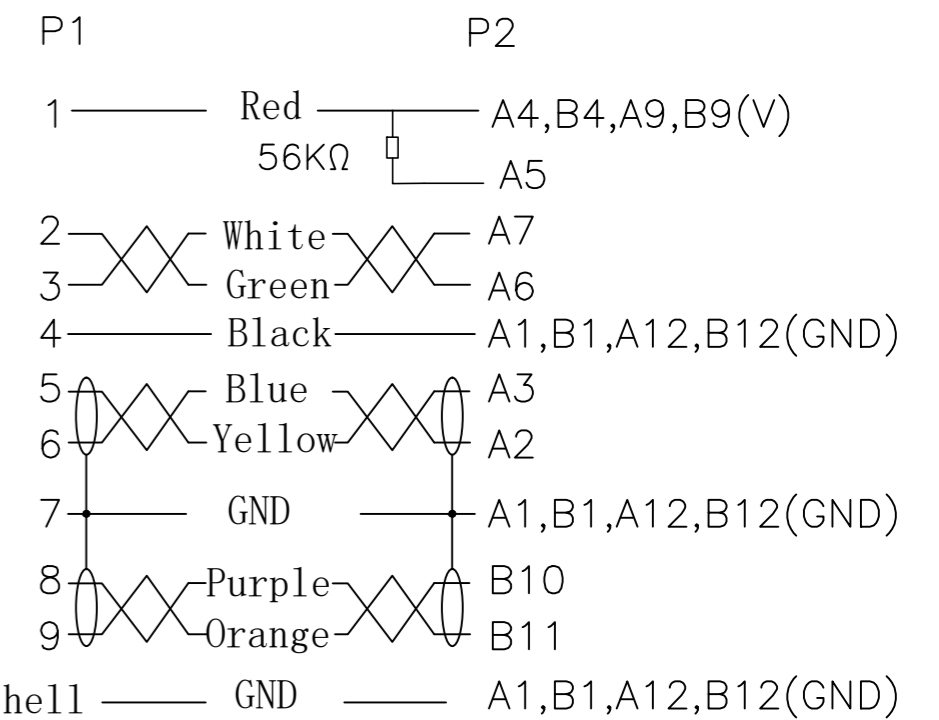 P1 P2
1 Red A4,B4,A9,B9(V)
56KΩ
A5
2 White A7
3 Green A6
4 Black A1,B1,A12,B12(GND)
5 Blue A3
6 Yellow A2
7 GND A1,B1,A12,B12(GND)
8 Purple B10
9 Orange B11
hell GND A1,B1,A12,B12(GND)